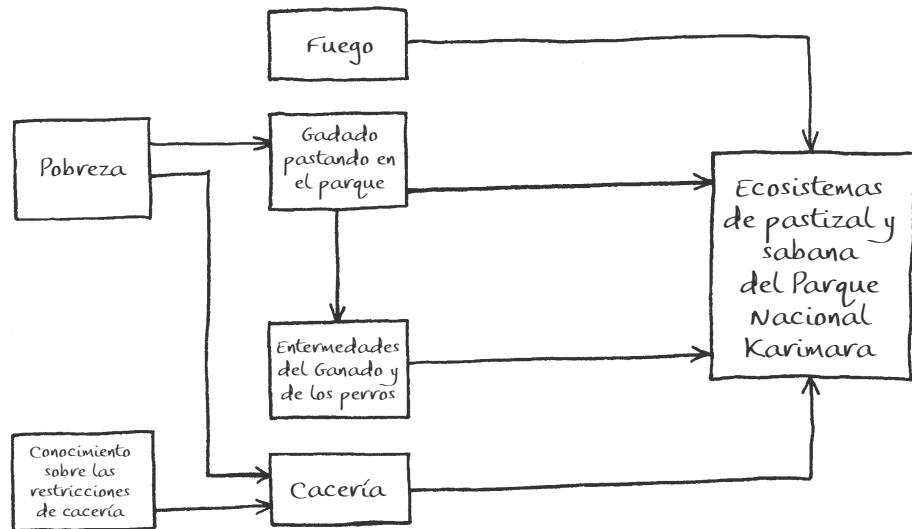 Fuego
Pobreza
Gadado
pastando en
el parque
Ecosistemas
de pastizal y
sabana
del Parque
Nacional
Karimara
Entermedades
del Ganado y
de los perros
Conocimiento
sobre las
restricciones
de cacería
Cacería